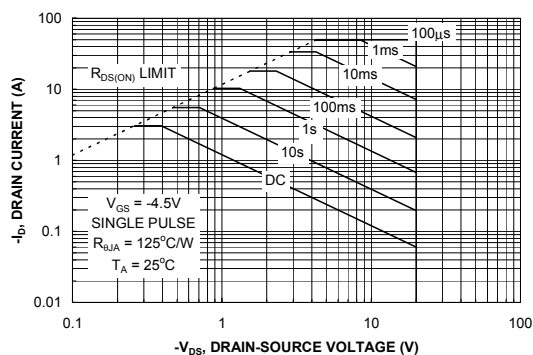 100
100μs
1ms
R_DS(ON) LIMIT
10ms
10
100ms
1s
1
10s
DC
V_GS = -4.5V
SINGLE PULSE
R_θJA = 125°C/W
T_A = 25°C
0.1
0.01
0.1
1
10
100
-I_D, DRAIN CURRENT (A)
-V_DS, DRAIN-SOURCE VOLTAGE (V)